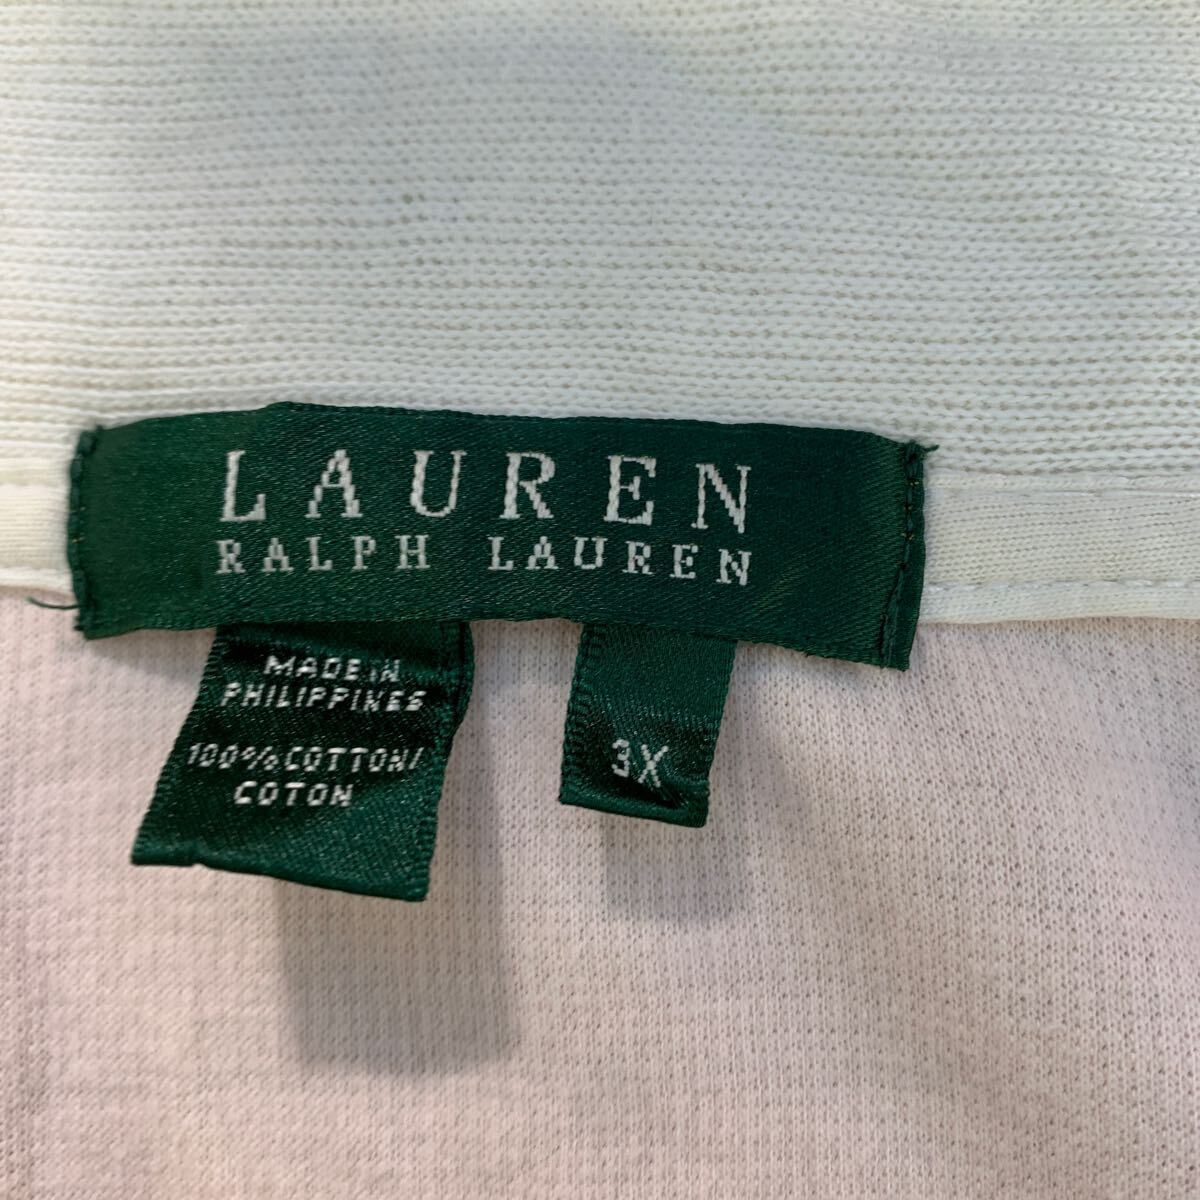 LAUREN
RALPH LAUREN
MADE IN
PHILIPPINES
100% COTTON/
COTON
3X